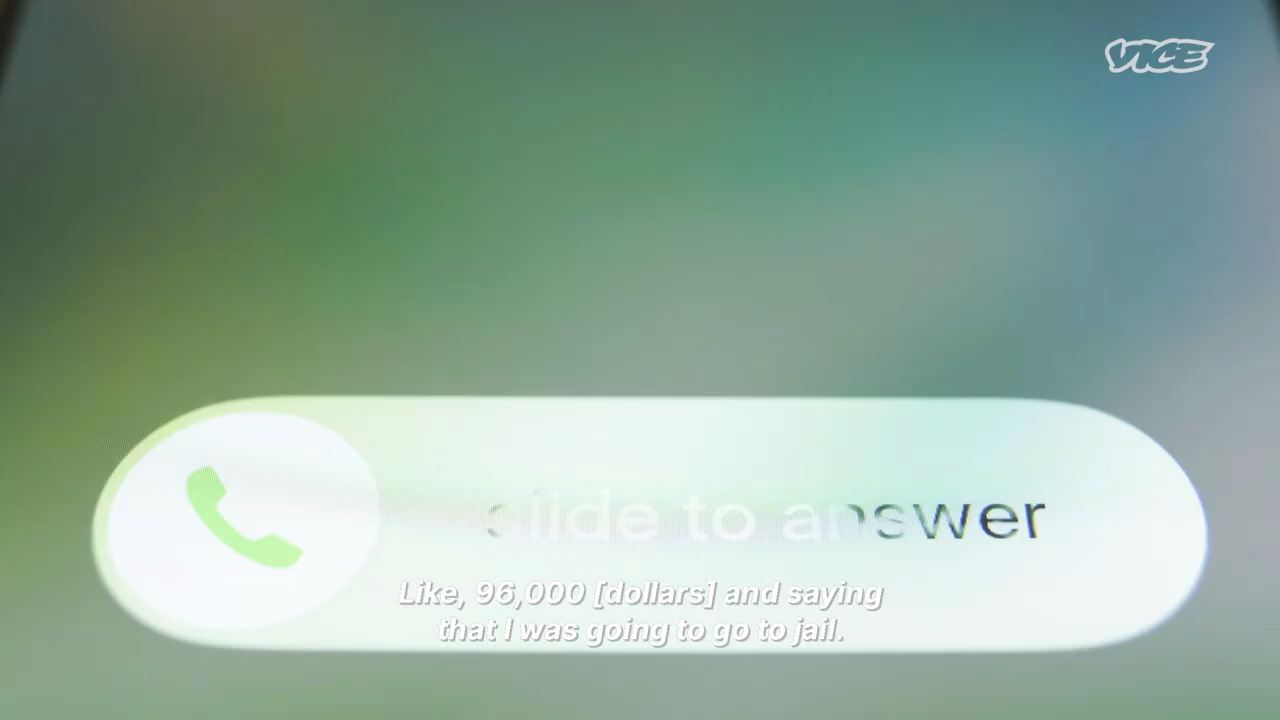 VICE
slide to answer
Like, 96,000 [dollars] and saying
that I was going to go to jail.